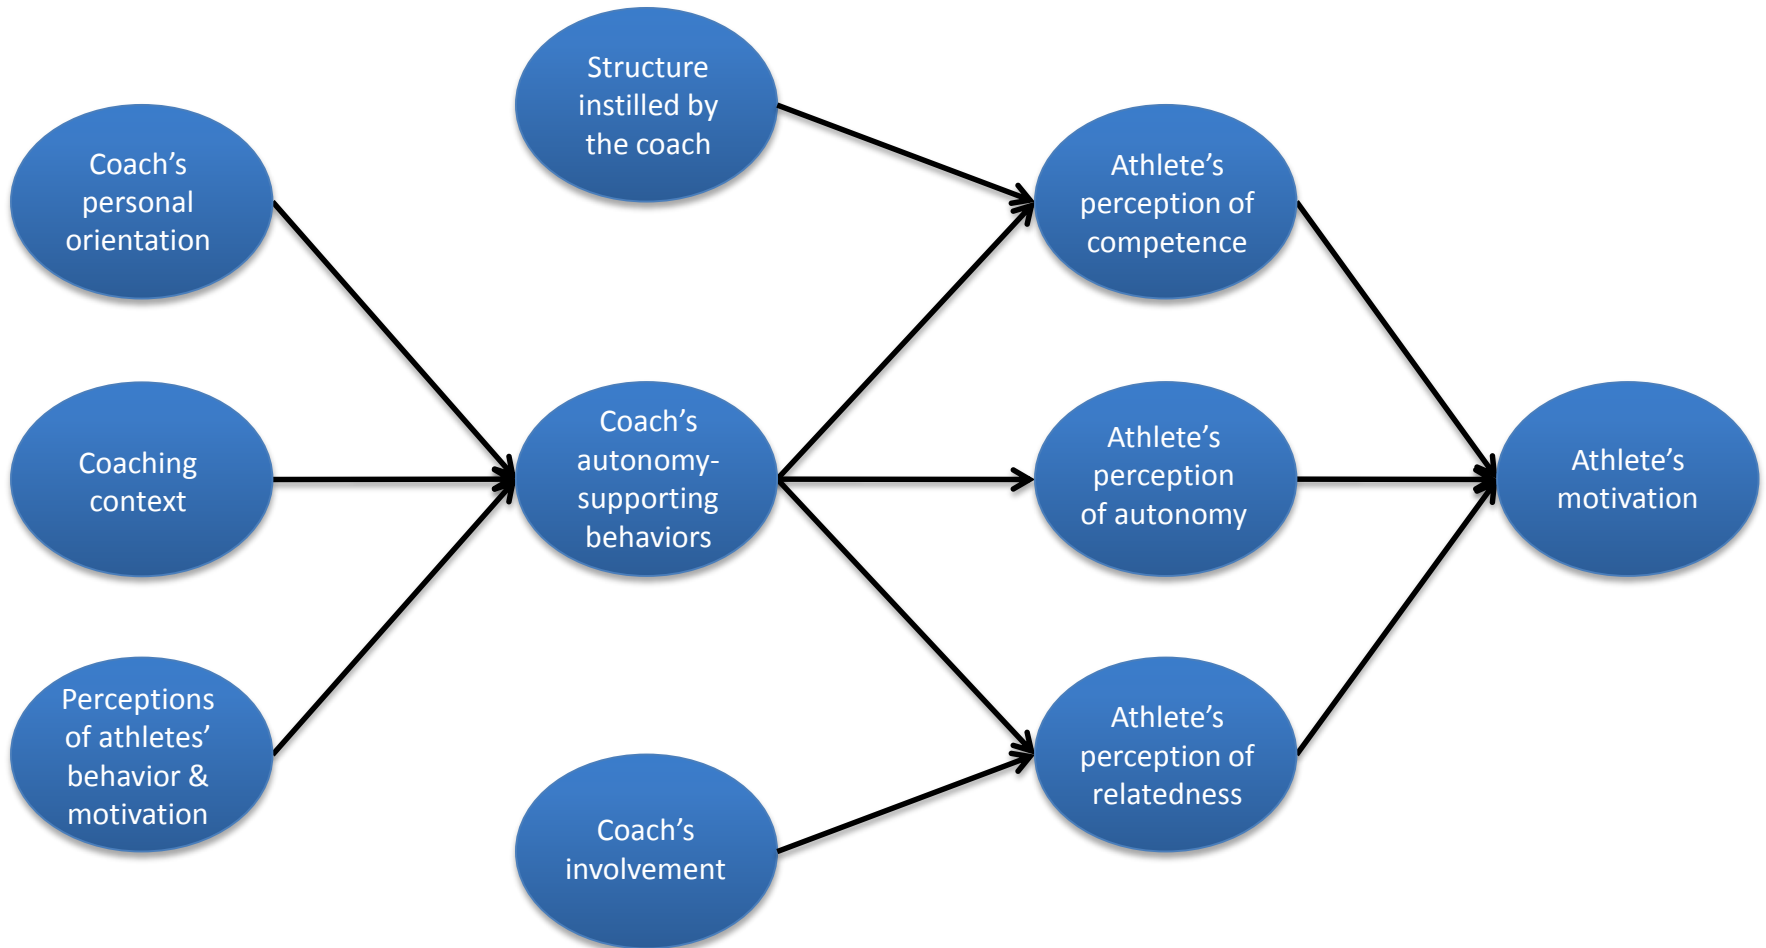 Structure
instilled by
the coach
Coach’s
personal
orientation
Athlete’s
perception of
competence
Coaching
context
Coach’s
autonomy-
supporting
behaviors
Athlete’s
perception
of autonomy
Athlete’s
motivation
Perceptions
of athletes’
behavior &
motivation
Athlete’s
perception of
relatedness
Coach’s
involvement